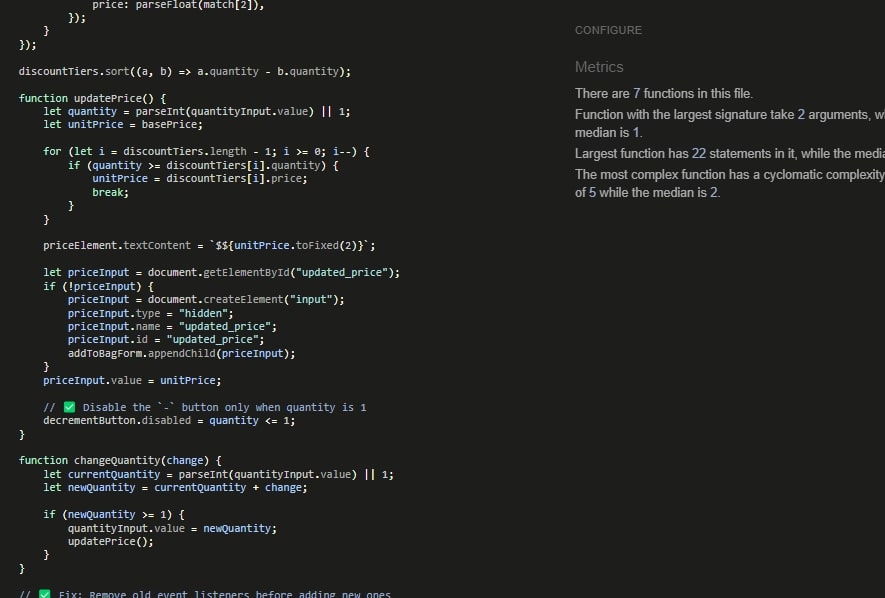 price: parseFloat(match[2]),
        });
    }
});

discountTiers.sort((a, b) => a.quantity - b.quantity);

function updatePrice() {
    let quantity = parseInt(quantityInput.value) || 1;
    let unitPrice = basePrice;

    for (let i = discountTiers.length - 1; i >= 0; i--) {
        if (quantity >= discountTiers[i].quantity) {
            unitPrice = discountTiers[i].price;
            break;
        }
    }

    priceElement.textContent = `$${unitPrice.toFixed(2)}`;

    let priceInput = document.getElementById("updated_price");
    if (!priceInput) {
        priceInput = document.createElement("input");
        priceInput.type = "hidden";
        priceInput.name = "updated_price";
        priceInput.id = "updated_price";
        addToBagForm.appendChild(priceInput);
    }
    priceInput.value = unitPrice;

    // ✅ Disable the `-` button only when quantity is 1
    decrementButton.disabled = quantity <= 1;
}

function changeQuantity(change) {
    let currentQuantity = parseInt(quantityInput.value) || 1;
    let newQuantity = currentQuantity + change;

    if (newQuantity >= 1) {
        quantityInput.value = newQuantity;
        updatePrice();
    }
}

// ✅ Fix: Remove old event listeners before adding new ones
CONFIGURE
Metrics
There are 7 functions in this file.
Function with the largest signature take 2 arguments,
median is 1.
Largest function has 22 statements in it, while the
The most complex function has a cyclomatic complexity
of 5 while the median is 2.